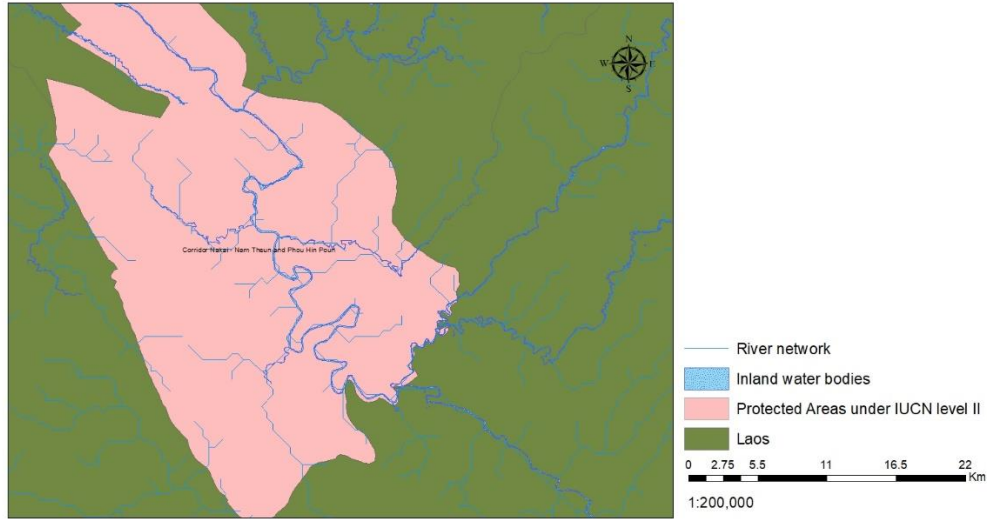 N
W E
S
Corridor Nakai - Nam Theun and Phou Hin Poun
River network
Inland water bodies
Protected Areas under IUCN level II
Laos
0 2.75 5.5 11 16.5 22
Km
1:200,000